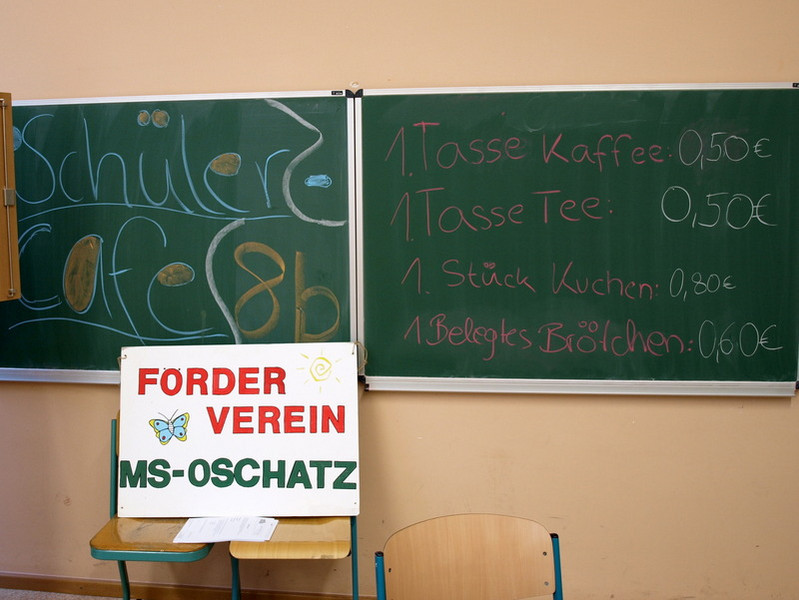 Schüler
Cafe 8b
1. Tasse Kaffee: 0,50 €
1. Tasse Tee: 0,50 €
1. Stück Kuchen: 0,80 €
1 Belegtes Brötchen: 0,60 €
FÖRDER
VEREIN
MS-OSCHATZ